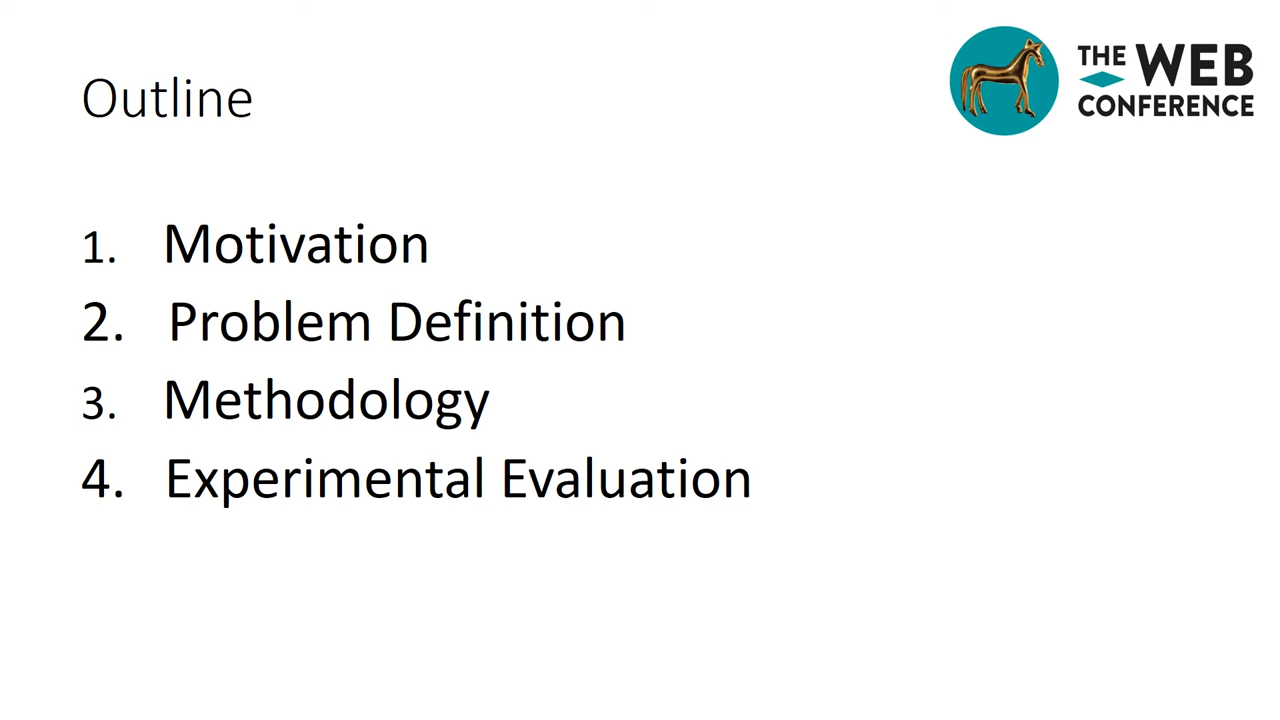 Outline
THE WEB
CONFERENCE
1. Motivation
2. Problem Definition
3. Methodology
4. Experimental Evaluation